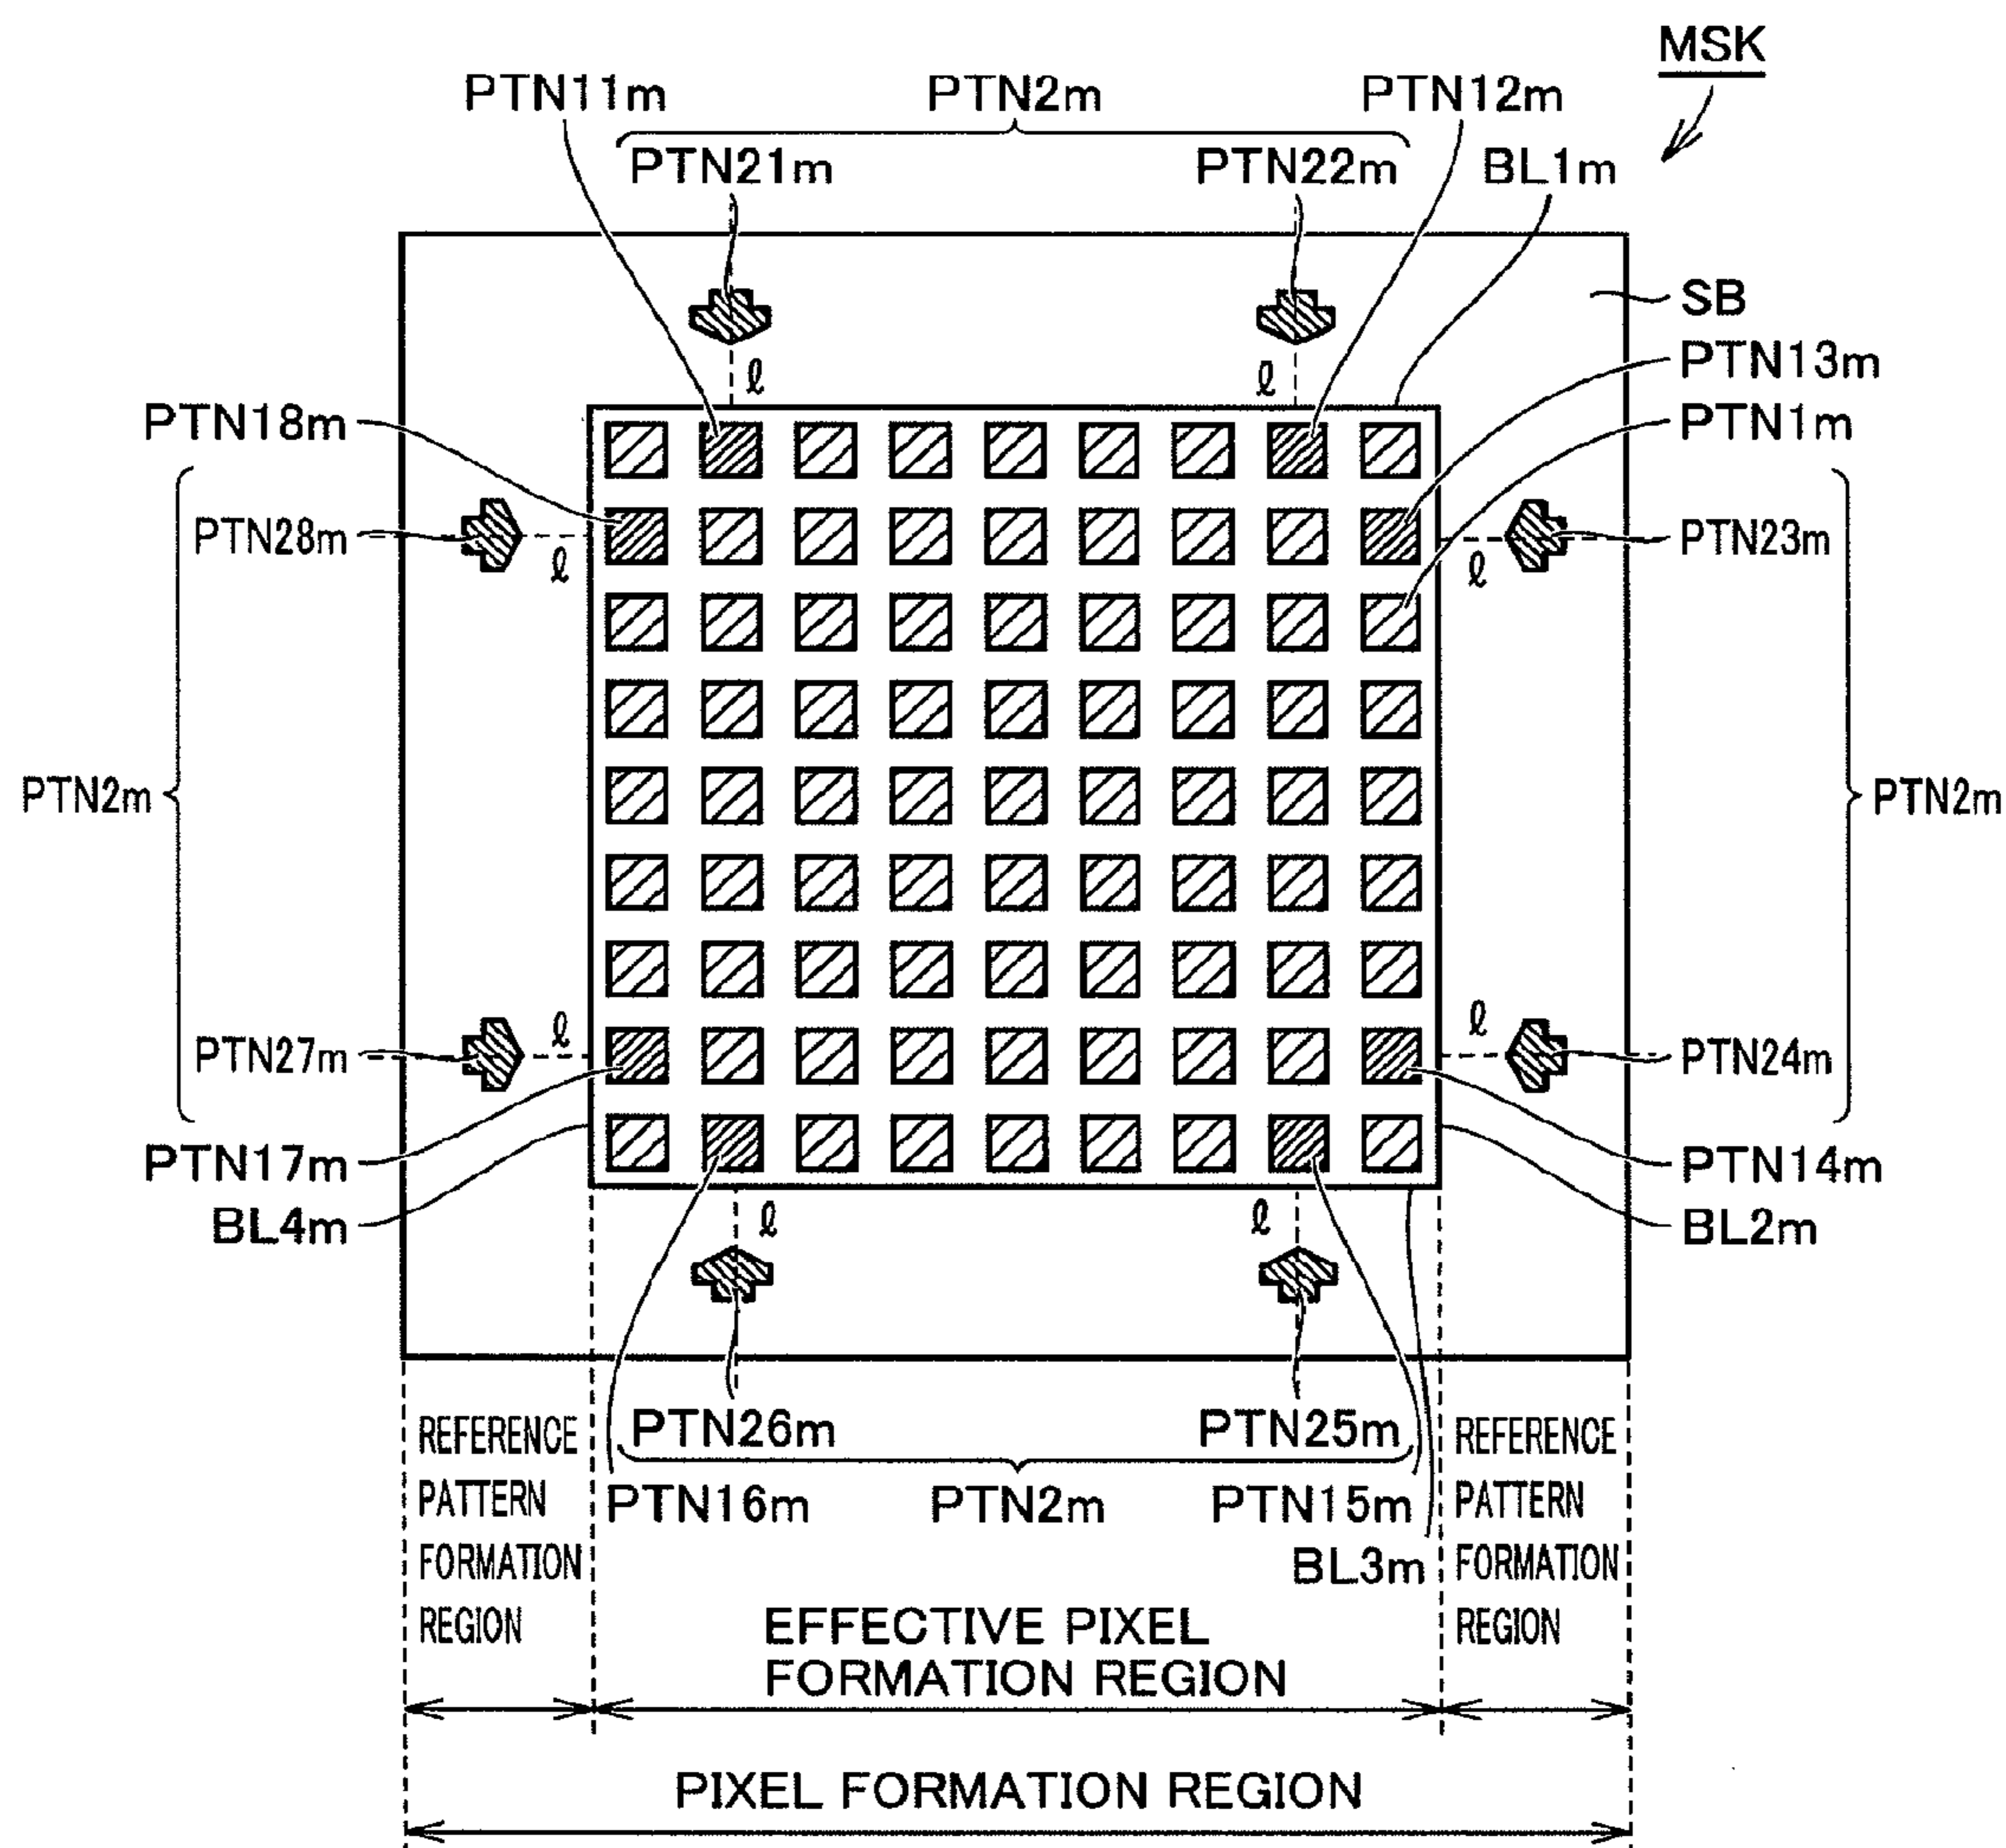 MSK
PTN11m
PTN2m
PTN12m
PTN21m
PTN22m
BL1m
SB
PTN13m
PTN18m
ℓ
ℓ
PTN1m
PTN28m
ℓ
ℓ
PTN23m
PTN2m
PTN2m
PTN27m
ℓ
ℓ
PTN24m
PTN17m
PTN14m
BL4m
ℓ
ℓ
BL2m
PTN26m
PTN25m
PTN16m
PTN2m
PTN15m
BL3m
REFERENCE
PATTERN
FORMATION
REGION
EFFECTIVE PIXEL
FORMATION REGION
REFERENCE
PATTERN
FORMATION
REGION
PIXEL FORMATION REGION